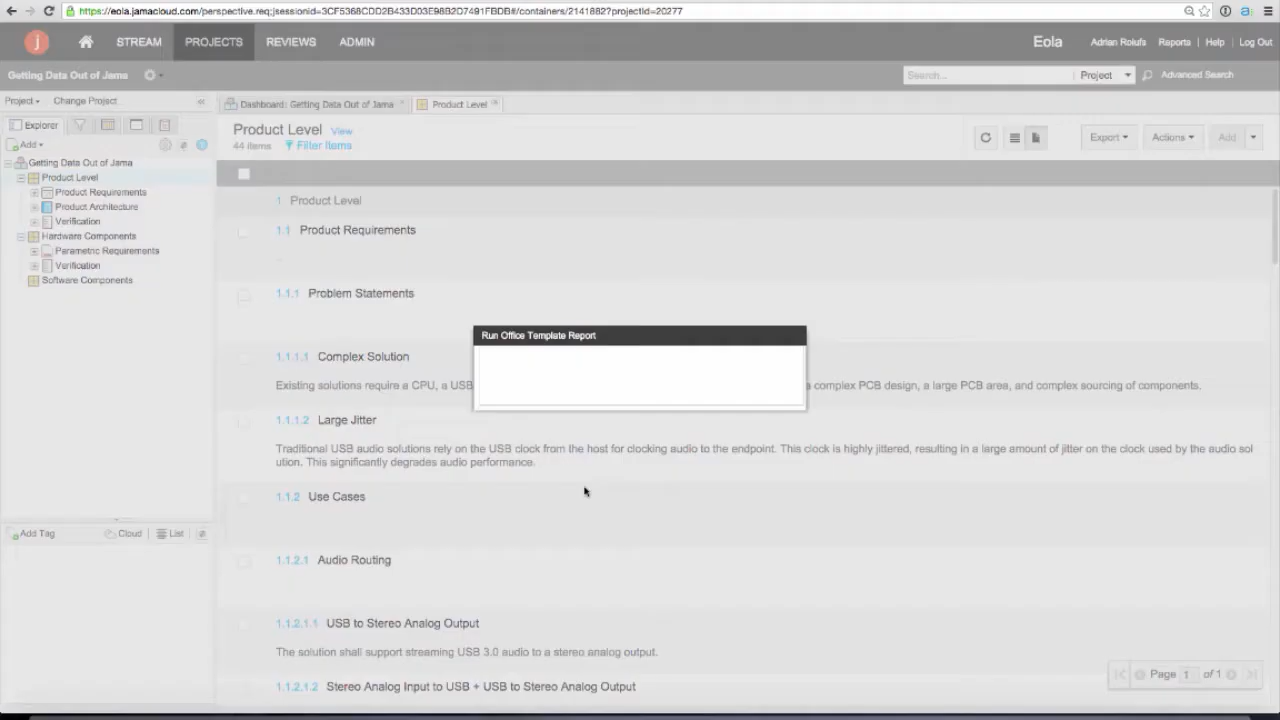 https://eola.jamacloud.com/perspective.req;jsessionid=3CF5368CDD2B433D03E98B2D7491FBDB#/containers/2141882?projectId=20277
j STREAM PROJECTS REVIEWS ADMIN Eola Adrian Rolufs Reports Help Log Out
Getting Data Out of Jama Search... Project Advanced Search
Project Change Project Dashboard: Getting Data Out of Jama Product Level
Explorer
Product Level View
44 items Filter Items Export Actions Add
Add
Getting Data Out of Jama
Product Level
Product Requirements
Product Architecture
Verification
Hardware Components
Parametric Requirements
Verification
Software Components
Add Tag Cloud List
1 Product Level
1.1 Product Requirements
1.1.1 Problem Statements
Run Office Template Report
1.1.1.1 Complex Solution
Existing solutions require a CPU, a USB a complex PCB design, a large PCB area, and complex sourcing of components.
1.1.1.2 Large Jitter
Traditional USB audio solutions rely on the USB clock from the host for clocking audio to the endpoint. This clock is highly jittered, resulting in a large amount of jitter on the clock used by the audio sol
ution. This significantly degrades audio performance.
1.1.2 Use Cases
1.1.2.1 Audio Routing
1.1.2.1.1 USB to Stereo Analog Output
The solution shall support streaming USB 3.0 audio to a stereo analog output.
1.1.2.1.2 Stereo Analog Input to USB + USB to Stereo Analog Output
Page 1 of 1